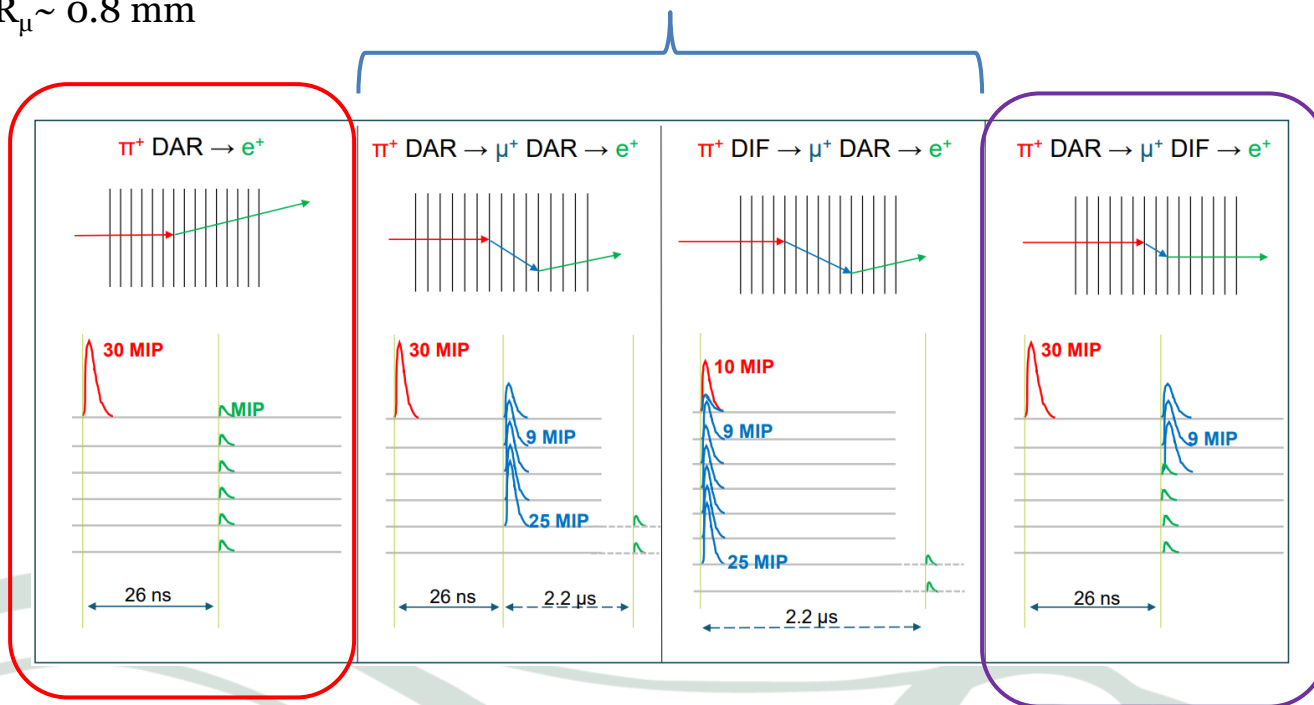 Rμ~ 0.8 mm
π+ DAR → e+
30 MIP
MIP
26 ns
π+ DAR → μ+ DAR → e+
30 MIP
9 MIP
25 MIP
26 ns
2.2 μs
π+ DIF → μ+ DAR → e+
10 MIP
9 MIP
25 MIP
2.2 μs
π+ DAR → μ+ DIF → e+
30 MIP
9 MIP
26 ns